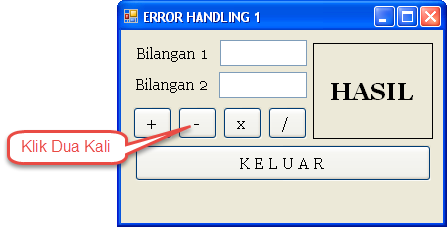 ERROR HANDLING 1
Bilangan 1
Bilangan 2
HASIL
+ - x /
Klik Dua Kali
K E L U A R